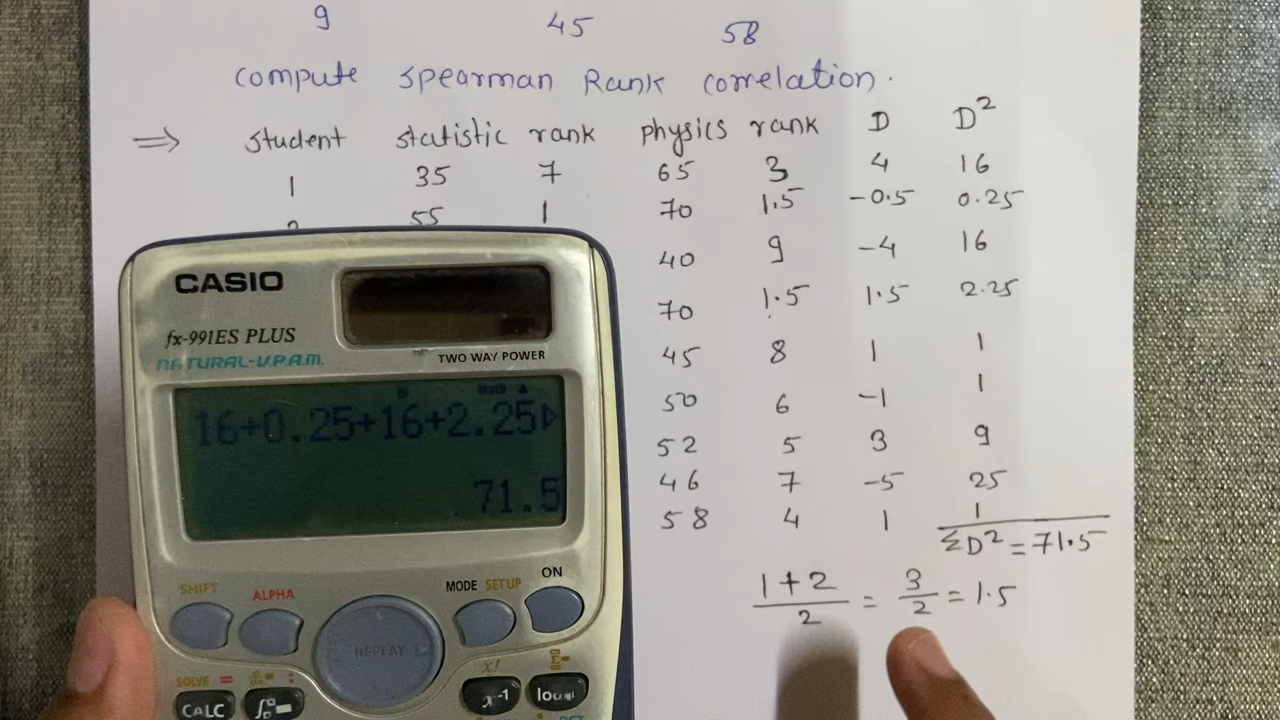 9 45 58
compute spearman Rank correlation.
⇒ student statistic rank physics rank D D²
1 35 7 65 3 4 16
55 1 70 1.5 -0.5 0.25
40 9 -4 16
70 1.5 1.5 2.25
45 8 1 1
50 6 -1 1
52 5 3 9
46 7 -5 25
58 4 1 1
ΣD² = 71.5
1+2/2 = 3/2 = 1.5
CASIO
fx-991ES PLUS
NATURAL-V.P.A.M.
TWO WAY POWER
Math ▲
16+0.25+16+2.25▷
71.5
SHIFT ALPHA MODE SETUP ON
REPLAY
SOLVE = x!
CALC x⁻¹